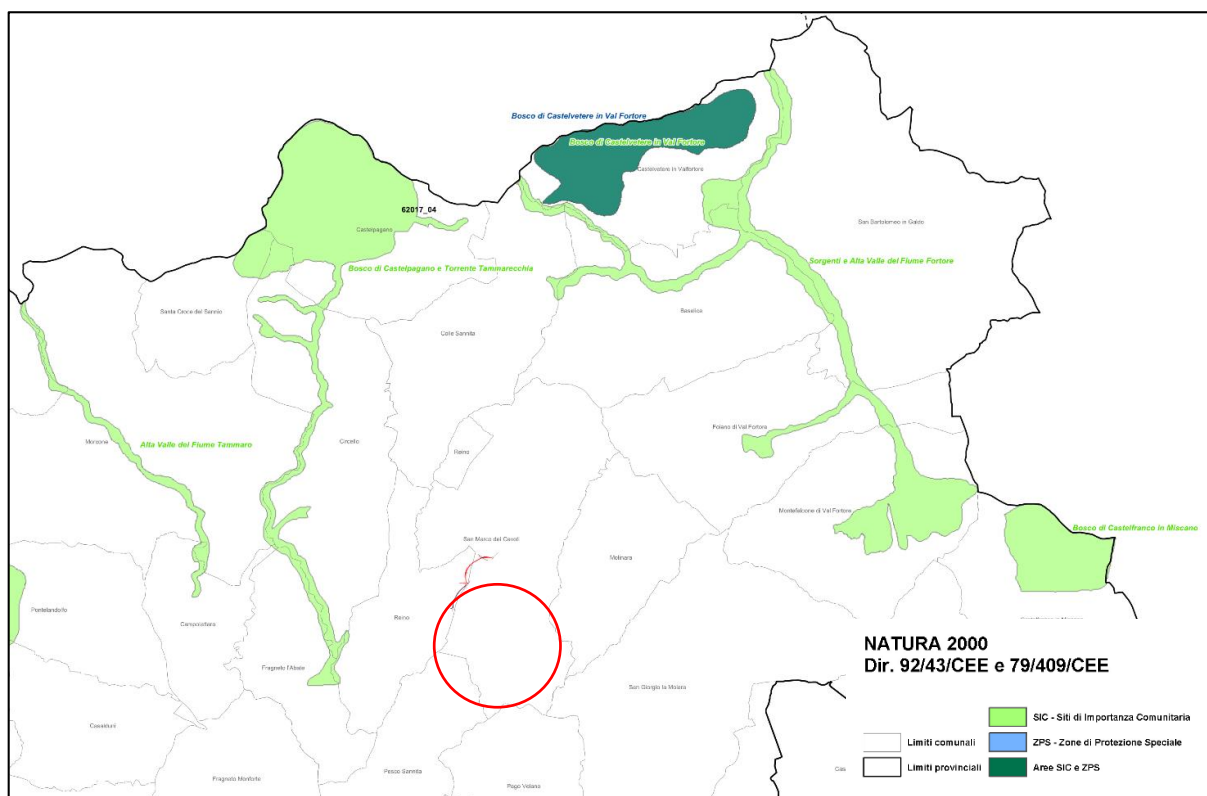 Bosco di Castelvetere in Val Fortore
Bosco di Castelvetere in Val Fortore
Castelvetere in Valfortore
62017_04
Castelpagano
San Bartolomeo in Galdo
Bosco di Castelpagano e Torrente Tammarecchia
Sorgenti e Alta Valle del Fiume Fortore
Santa Croce del Sannio
Baselice
Colle Sannita
Morcone
Alta Valle del Fiume Tammaro
Circello
Foiano di Val Fortore
Reino
Montefalcone di Val Fortore
Bosco di Castelfranco in Miscano
San Marco dei Cavoti
Molinara
Pontelandolfo
Campolattaro
Reino
Fragneto l'Abate
San Giorgio la Molara
NATURA 2000
Dir. 92/43/CEE e 79/409/CEE
Casalduni
SIC - Siti di Importanza Comunitaria
Limiti comunali
ZPS - Zone di Protezione Speciale
Limiti provinciali
Aree SIC e ZPS
Pesco Sannita
Fragneto Monforte
Pago Veiano